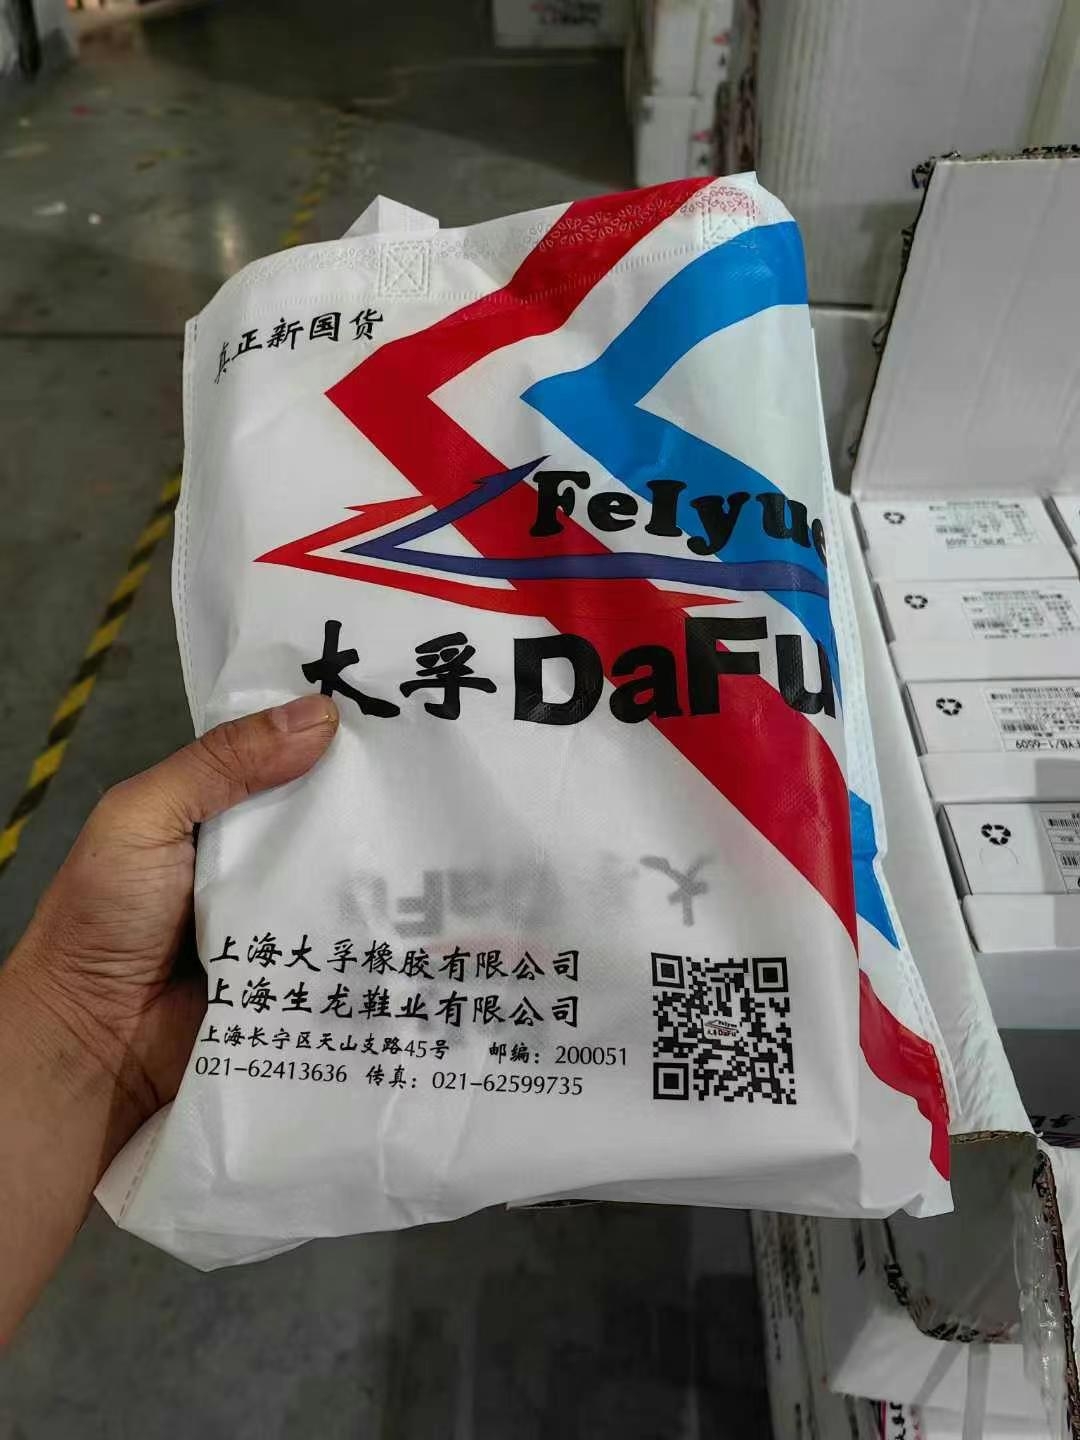 真正新国货
FeIyue
大孚DaFu
上海大孚橡胶有限公司
上海生龙鞋业有限公司
上海长宁区天山支路45号 邮编：200051
021-62413636 传真：021-62599735